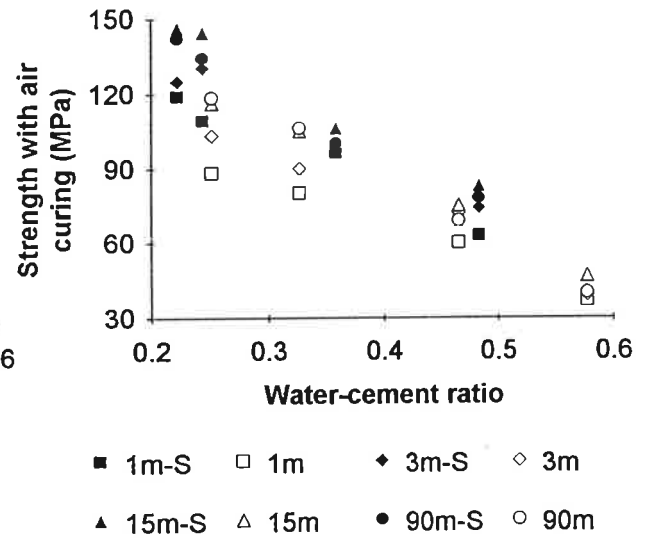 150
120
90
60
30
Strength with air
curing (MPa)
0.2 0.3 0.4 0.5 0.6
6
Water-cement ratio
1m-S 1m 3m-S 3m
15m-S 15m 90m-S 90m